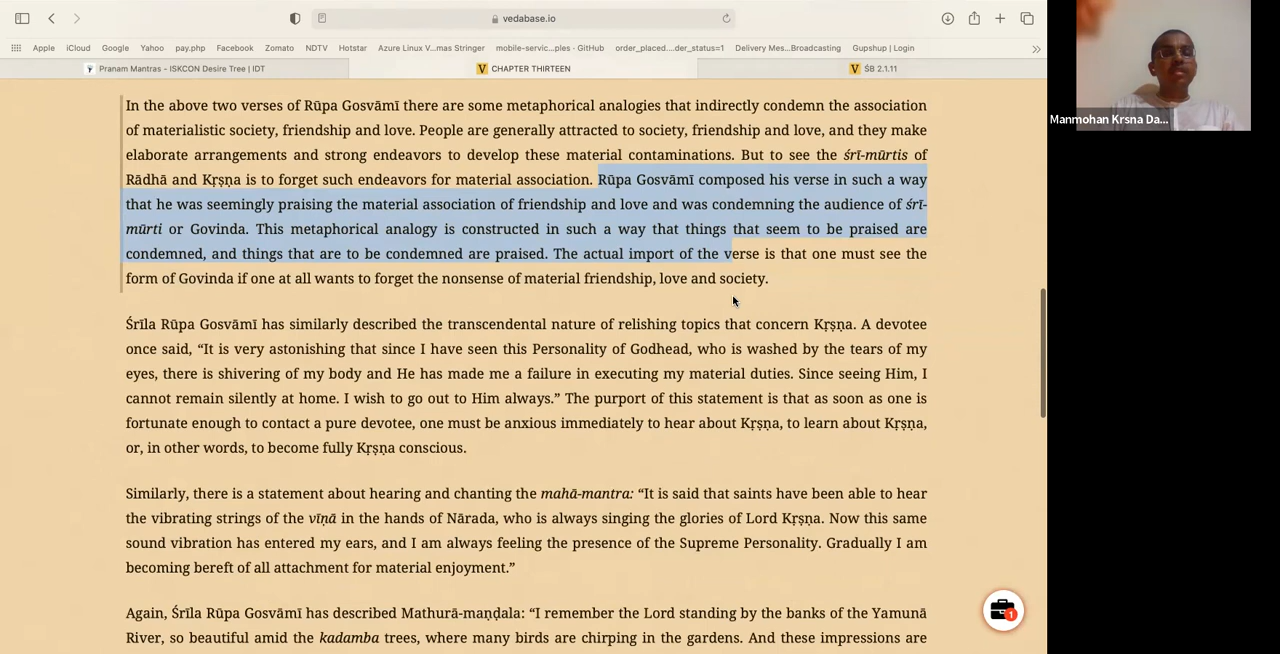 vedabase.io
Apple iCloud Google Yahoo pay.php Facebook Zomato NDTV Hotstar Azure Linux V...mas Stringer mobile-servic...ples · GitHub order_placed....der_status=1 Delivery Mes...Broadcasting Gupshup | Login
Pranam Mantras - ISKCON Desire Tree | IDT
CHAPTER THIRTEEN
ŚB 2.1.11
In the above two verses of Rūpa Gosvāmī there are some metaphorical analogies that indirectly condemn the association
of materialistic society, friendship and love. People are generally attracted to society, friendship and love, and they make
elaborate arrangements and strong endeavors to develop these material contaminations. But to see the śrī-mūrtis of
Rādhā and Kṛṣṇa is to forget such endeavors for material association. Rūpa Gosvāmī composed his verse in such a way
that he was seemingly praising the material association of friendship and love and was condemning the audience of śrī-
mūrti or Govinda. This metaphorical analogy is constructed in such a way that things that seem to be praised are
condemned, and things that are to be condemned are praised. The actual import of the verse is that one must see the
form of Govinda if one at all wants to forget the nonsense of material friendship, love and society.
Śrīla Rūpa Gosvāmī has similarly described the transcendental nature of relishing topics that concern Kṛṣṇa. A devotee
once said, “It is very astonishing that since I have seen this Personality of Godhead, who is washed by the tears of my
eyes, there is shivering of my body and He has made me a failure in executing my material duties. Since seeing Him, I
cannot remain silently at home. I wish to go out to Him always.” The purport of this statement is that as soon as one is
fortunate enough to contact a pure devotee, one must be anxious immediately to hear about Kṛṣṇa, to learn about Kṛṣṇa,
or, in other words, to become fully Kṛṣṇa conscious.
Similarly, there is a statement about hearing and chanting the mahā-mantra: “It is said that saints have been able to hear
the vibrating strings of the vīṇā in the hands of Nārada, who is always singing the glories of Lord Kṛṣṇa. Now this same
sound vibration has entered my ears, and I am always feeling the presence of the Supreme Personality. Gradually I am
becoming bereft of all attachment for material enjoyment.”
Again, Śrīla Rūpa Gosvāmī has described Mathurā-maṇḍala: “I remember the Lord standing by the banks of the Yamunā
River, so beautiful amid the kadamba trees, where many birds are chirping in the gardens. And these impressions are
1
Manmohan Krsna Da...